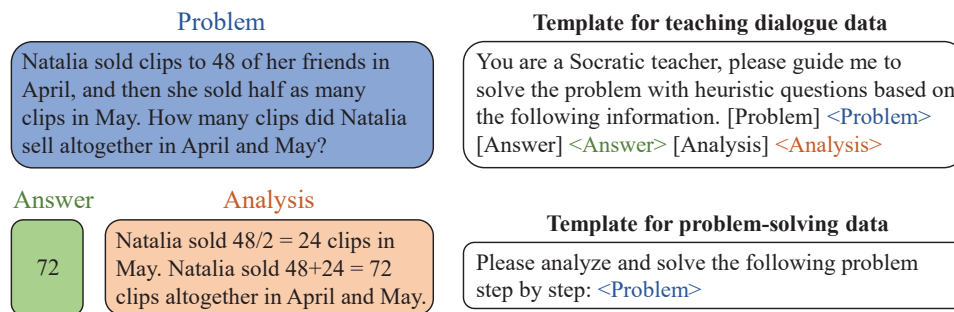 Problem
Natalia sold clips to 48 of her friends in
April, and then she sold half as many
clips in May. How many clips did Natalia
sell altogether in April and May?
Answer
72
Analysis
Natalia sold 48/2 = 24 clips in
May. Natalia sold 48+24 = 72
clips altogether in April and May.
Template for teaching dialogue data
You are a Socratic teacher, please guide me to
solve the problem with heuristic questions based on
the following information. [Problem] <Problem>
[Answer] <Answer> [Analysis] <Analysis>
Template for problem-solving data
Please analyze and solve the following problem
step by step: <Problem>